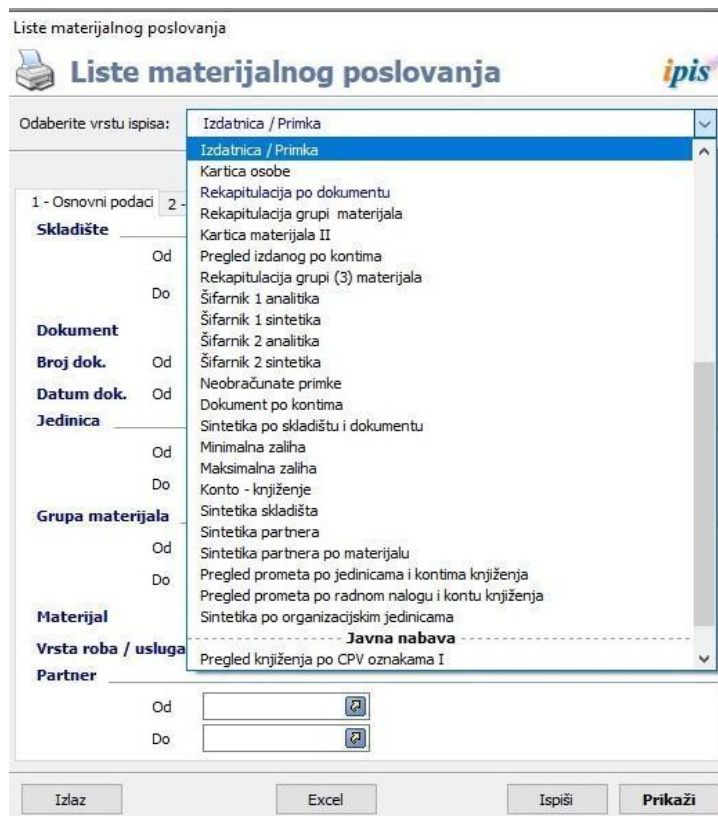 Liste materijalnog poslovanja
Liste materijalnog poslovanja
ipis
Odaberite vrstu ispisa:
Izdatnica / Primka
Izdatnica / Primka
Kartica osobe
Rekapitulacija po dokumentu
Rekapitulacija grupi materijala
Kartica materijala II
Pregled izdanog po kontima
Rekapitulacija grupi (3) materijala
Šifarnik 1 analitika
Šifarnik 1 sintetika
Šifarnik 2 analitika
Šifarnik 2 sintetika
Neobračunate primke
Dokument po kontima
Sintetika po skladištu i dokumentu
Minimalna zaliha
Maksimalna zaliha
Konto - knjiženje
Sintetika skladišta
Sintetika partnera
Sintetika partnera po materijalu
Pregled prometa po jedinicama i kontima knjiženja
Pregled prometa po radnom nalogu i kontu knjiženja
Sintetika po organizacijskim jedinicama
Javna nabava
Pregled knjiženja po CPV oznakama I
1 - Osnovni podaci
2 -
Skladište
Od
Do
Dokument
Broj dok. Od
Datum dok. Od
Jedinica
Od
Do
Grupa materijala
Od
Do
Materijal
Vrsta roba / usluga
Partner
Od
Do
Izlaz Excel Ispiši Prikaži